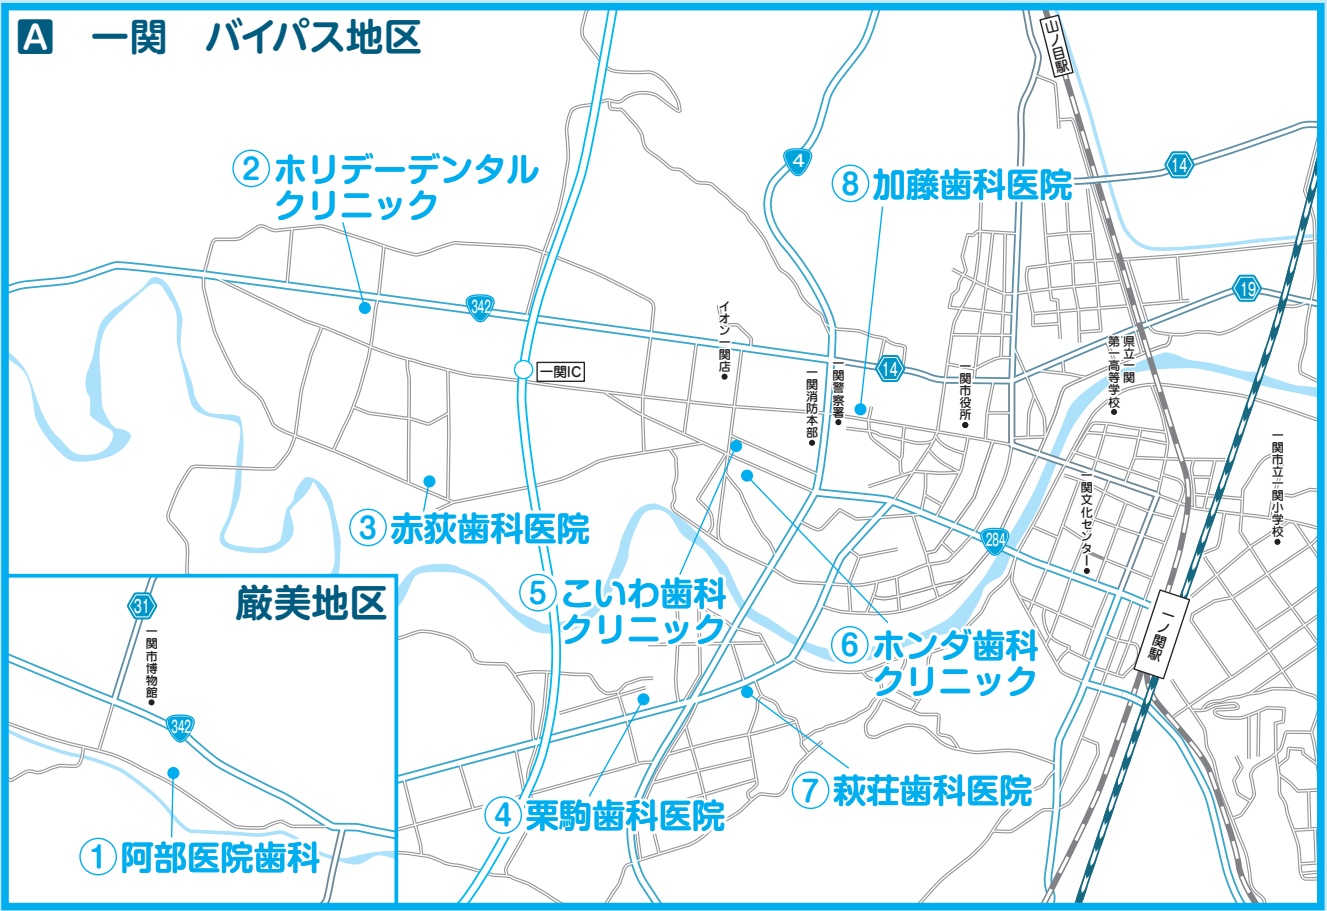 A 一関 バイパス地区
山ノ目駅
4
14
②ホリデーデンタル
クリニック
⑧加藤歯科医院
342
19
イオン一関店
一関IC
14
一関消防本部
一関警察署
一関市役所
県立一関
第一高等学校
一関市立一関小学校
一関文化センター
③赤荻歯科医院
284
⑤こいわ歯科
クリニック
⑥ホンダ歯科
クリニック
一ノ関駅
厳美地区
31
一関市博物館
342
①阿部医院歯科
④栗駒歯科医院
⑦萩荘歯科医院